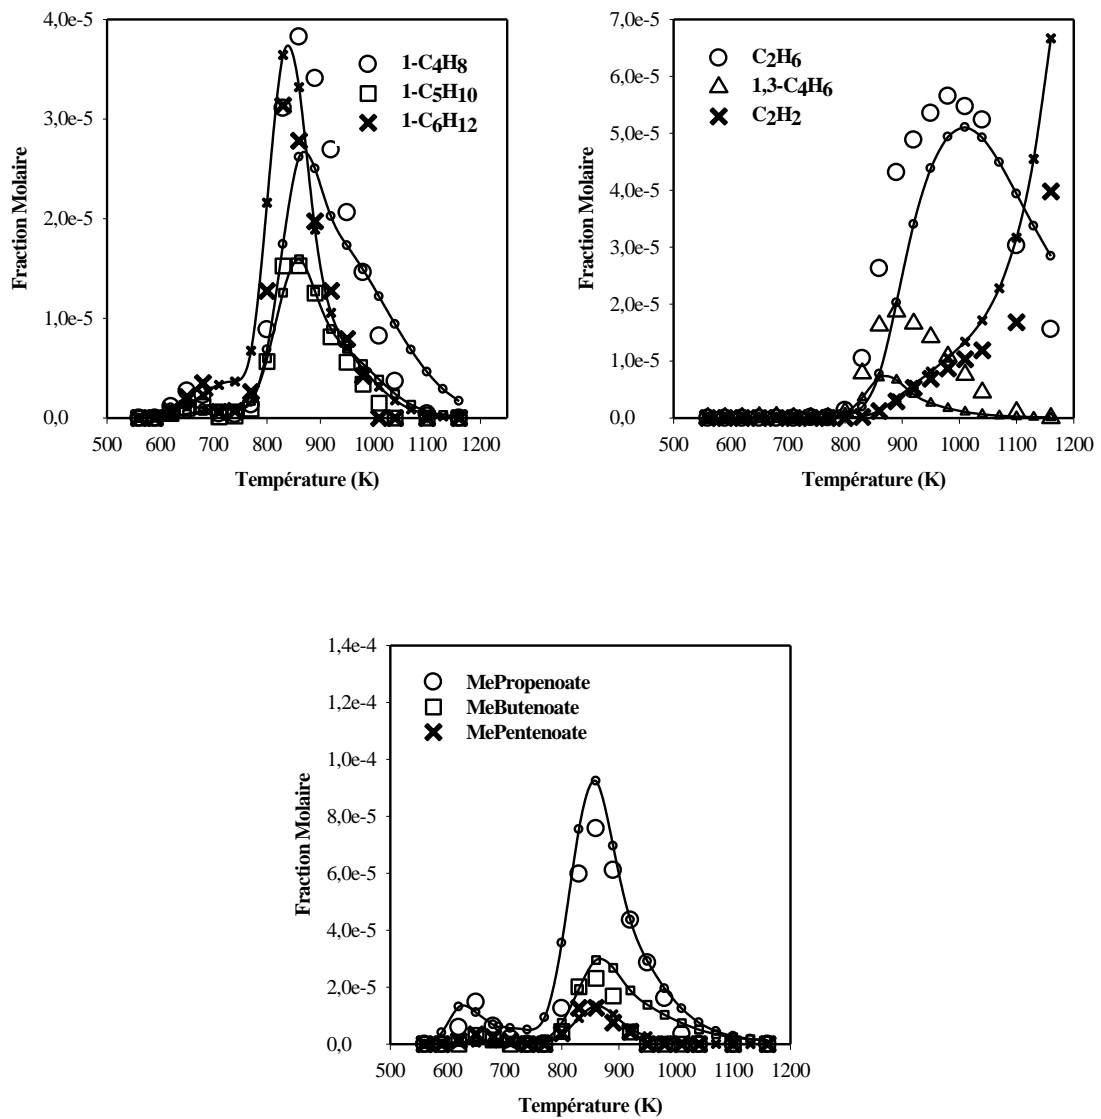 4,0e-5
3,0e-5
2,0e-5
1,0e-5
0,0
Fraction Molaire
1-C4H8
1-C5H10
1-C6H12
500 600 700 800 900 1000 1100 1200
Température (K)
7,0e-5
6,0e-5
5,0e-5
4,0e-5
3,0e-5
2,0e-5
1,0e-5
0,0
Fraction Molaire
C2H6
1,3-C4H6
C2H2
500 600 700 800 900 1000 1100 1200
Température (K)
1,4e-4
1,2e-4
1,0e-4
8,0e-5
6,0e-5
4,0e-5
2,0e-5
0,0
Fraction Molaire
MePropenoate
MeButenoate
MePentenoate
500 600 700 800 900 1000 1100 1200
Température (K)